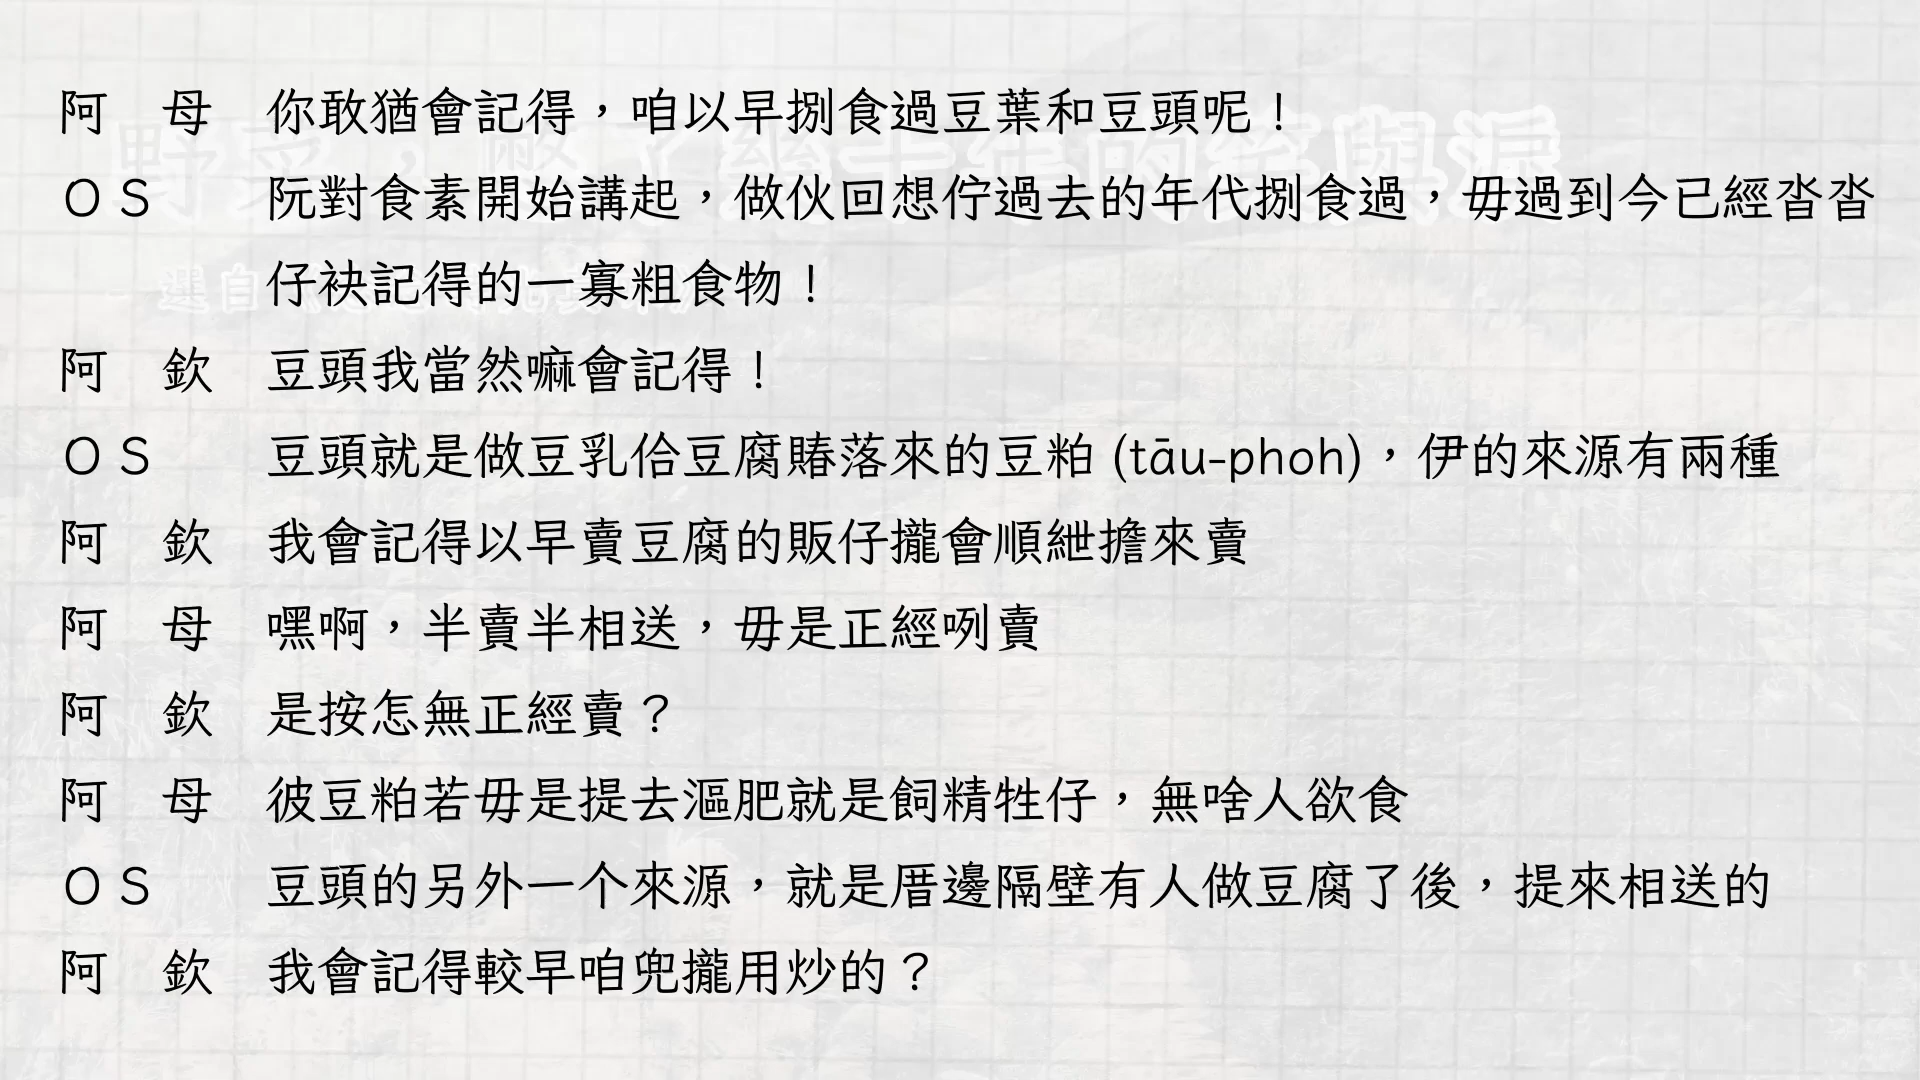 阿　母　你敢猶會記得，咱以早捌食過豆葉和豆頭呢！
ＯＳ　　阮對食素開始講起，做伙回想佇過去的年代捌食過，毋過到今已經沓沓
仔袂記得的一寡粗食物！
阿　欽　豆頭我當然嘛會記得！
ＯＳ　　豆頭就是做豆乳佮豆腐賰落來的豆粕 (tāu-phoh)，伊的來源有兩種
阿　欽　我會記得以早賣豆腐的販仔攏會順紲擔來賣
阿　母　嘿啊，半賣半相送，毋是正經咧賣
阿　欽　是按怎無正經賣？
阿　母　彼豆粕若毋是提去漚肥就是飼精牲仔，無啥人欲食
ＯＳ　　豆頭的另外一个來源，就是厝邊隔壁有人做豆腐了後，提來相送的
阿　欽　我會記得較早咱兜攏用炒的？